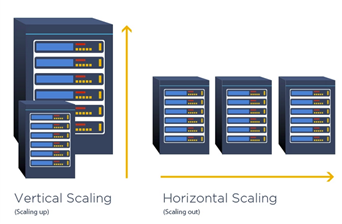 Vertical Scaling
(Scaling up)
Horizontal Scaling
(Scaling out)